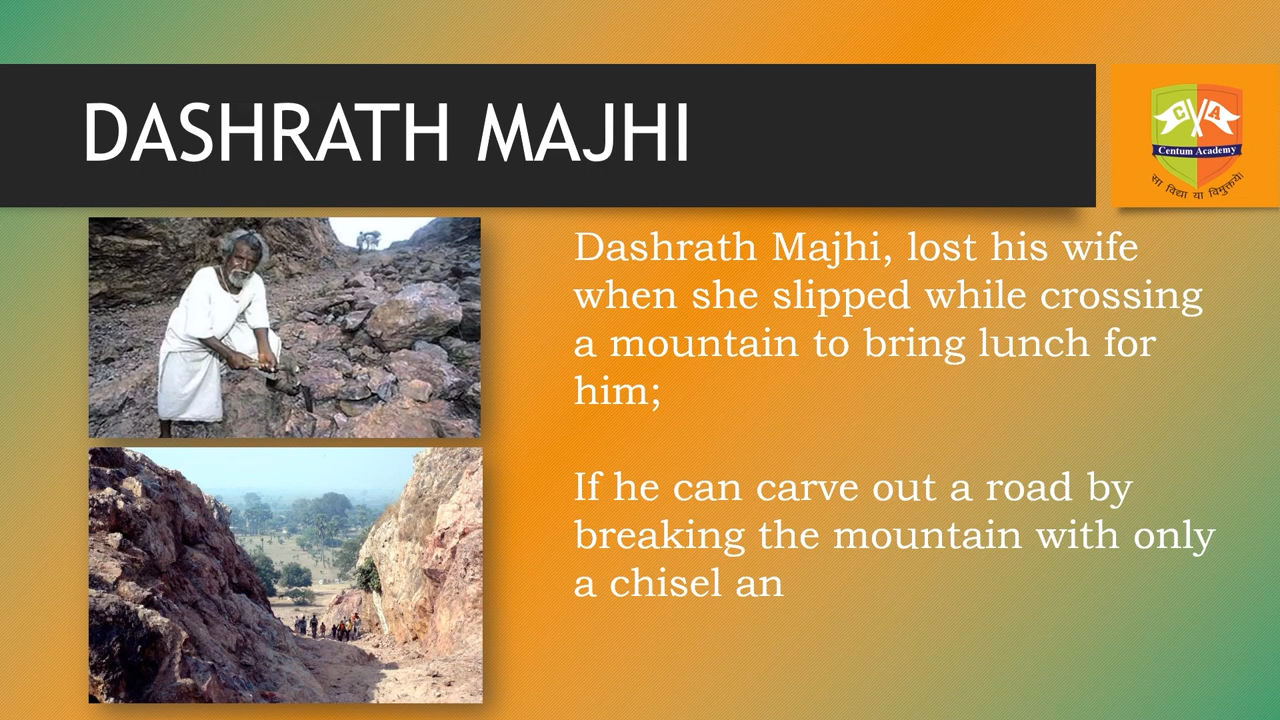 DASHRATH MAJHI
C A
Centum Academy
सा विद्या या विमुक्तये।
Dashrath Majhi, lost his wife
when she slipped while crossing
a mountain to bring lunch for
him;
If he can carve out a road by
breaking the mountain with only
a chisel an